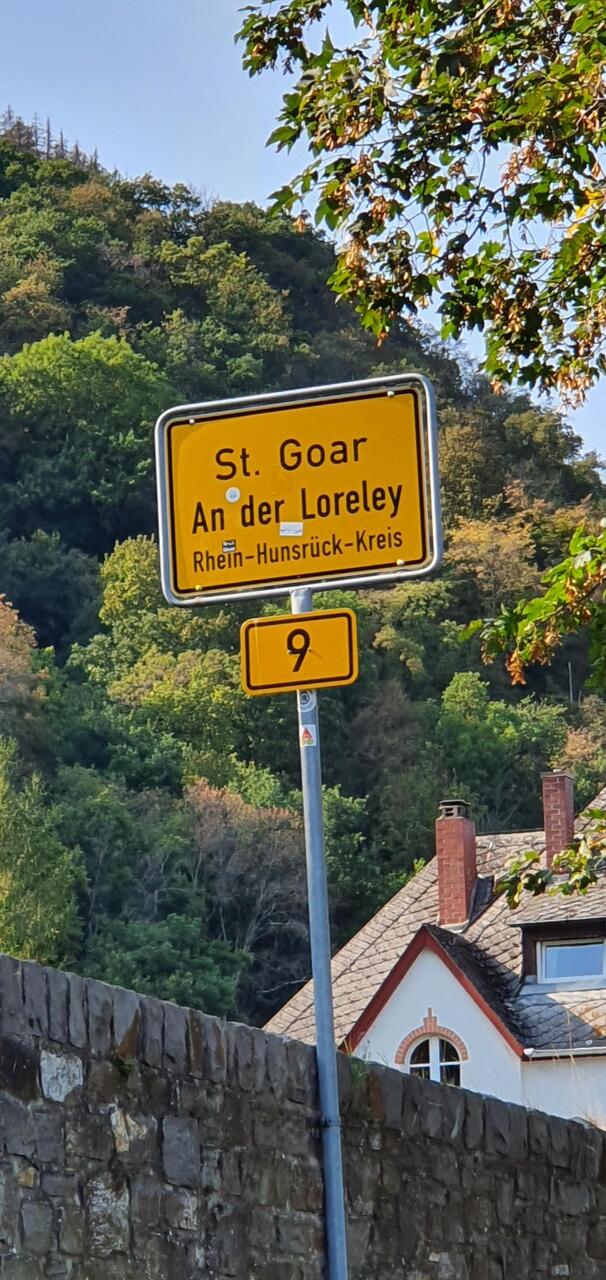 St. Goar
An der Loreley
Rhein-Hunsrück-Kreis
9